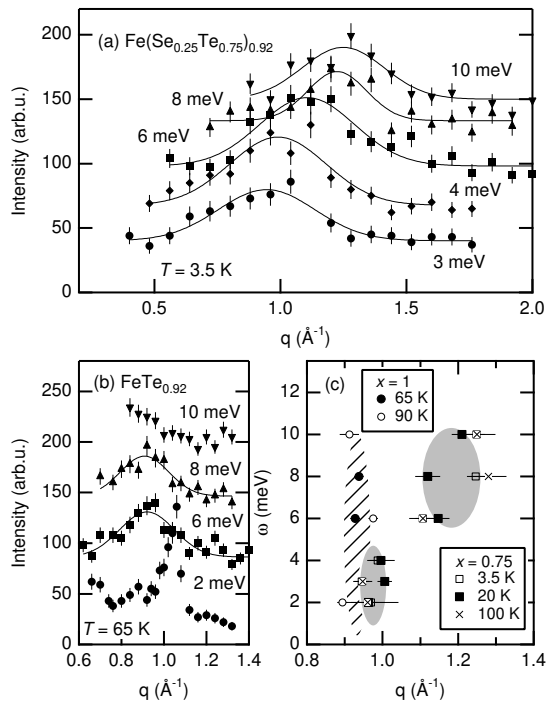 (a) Fe(Se0.25Te0.75)0.92
10 meV
8 meV
6 meV
4 meV
3 meV
T = 3.5 K
Intensity (arb.u.)
200
150
100
50
0
0.5
1.0
1.5
2.0
q (Å-1)
(b) FeTe0.92
10 meV
8 meV
6 meV
2 meV
T = 65 K
Intensity (arb.u.)
250
200
150
100
50
0
0.6
0.8
1.0
1.2
1.4
q (Å-1)
(c)
x = 1
65 K
90 K
x = 0.75
3.5 K
20 K
100 K
ω (meV)
12
8
4
0
0.8
1.0
1.2
1.4
q (Å-1)